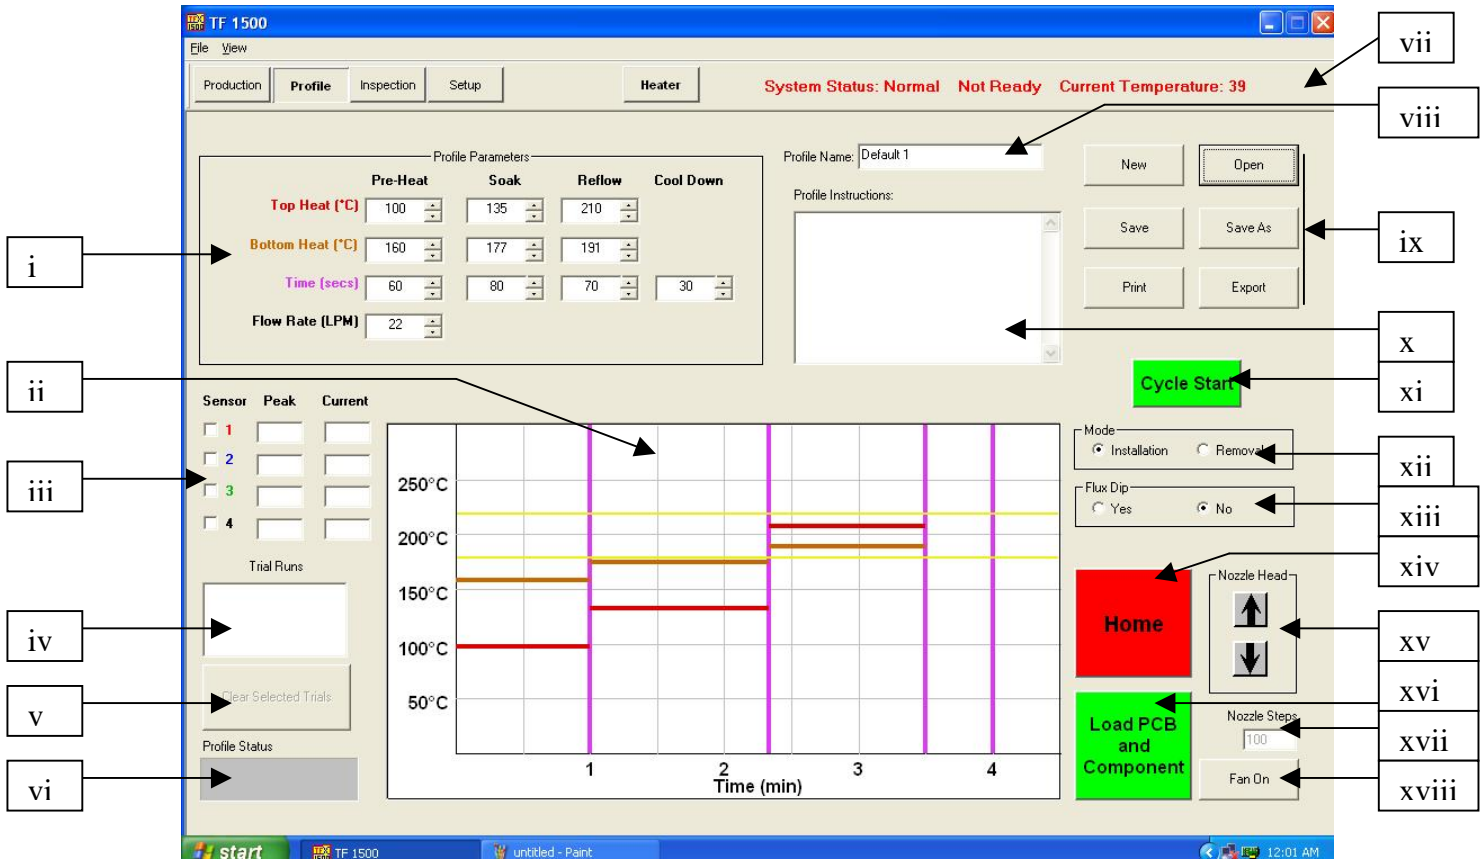 TF 1500
File View
Production Profile Inspection Setup Heater System Status: Normal Not Ready Current Temperature: 39
vii
viii
Profile Parameters
Pre-Heat Soak Reflow Cool Down
Top Heat (°C) 100 135 210
Bottom Heat (°C) 160 177 191
Time (secs) 60 80 70 30
Flow Rate (LPM) 22
Profile Name: Default 1
Profile Instructions:
New Open
Save Save As
Print Export
i
ix
x
xi
Cycle Start
ii
Sensor Peak Current
1
2
3
4
iii
Trial Runs
iv
Clear Selected Trials
v
Profile Status
vi
250°C
200°C
150°C
100°C
50°C
1 2 3 4
Time (min)
Mode
Installation Removal
xii
Flux Dip
Yes No
xiii
xiv
Home
Nozzle Head
xv
xvi
Load PCB
and
Component
Nozzle Steps
100
xvii
Fan On
xviii
start TEX 1500 TF 1500 untitled - Paint 12:01 AM